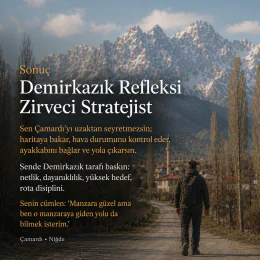 Sonuç
Demirkazık Refleksi
Zirveci Stratejist
Sen Çamardı'yı uzaktan seyretmezsin;
haritaya bakar, hava durumunu kontrol eder,
ayakkabını bağlar ve yola çıkarsın.
Sende Demirkazık tarafı baskın:
netlik, dayanıklılık, yüksek hedef,
rota disiplini.
Senin cümlen: "Manzara güzel ama
ben o manzaraya giden yolu da
bilmek isterim."
Çamardı • Niğde